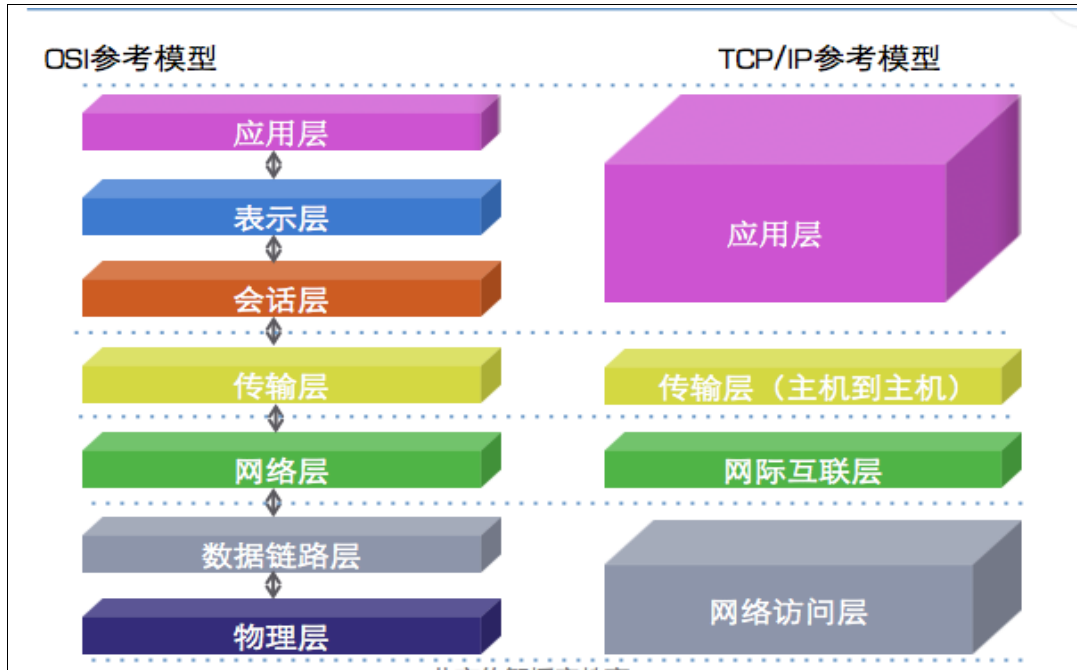 OSI参考模型
TCP/IP参考模型
应用层
表示层
会话层
传输层
网络层
数据链路层
物理层
应用层
传输层（主机到主机）
网际互联层
网络访问层